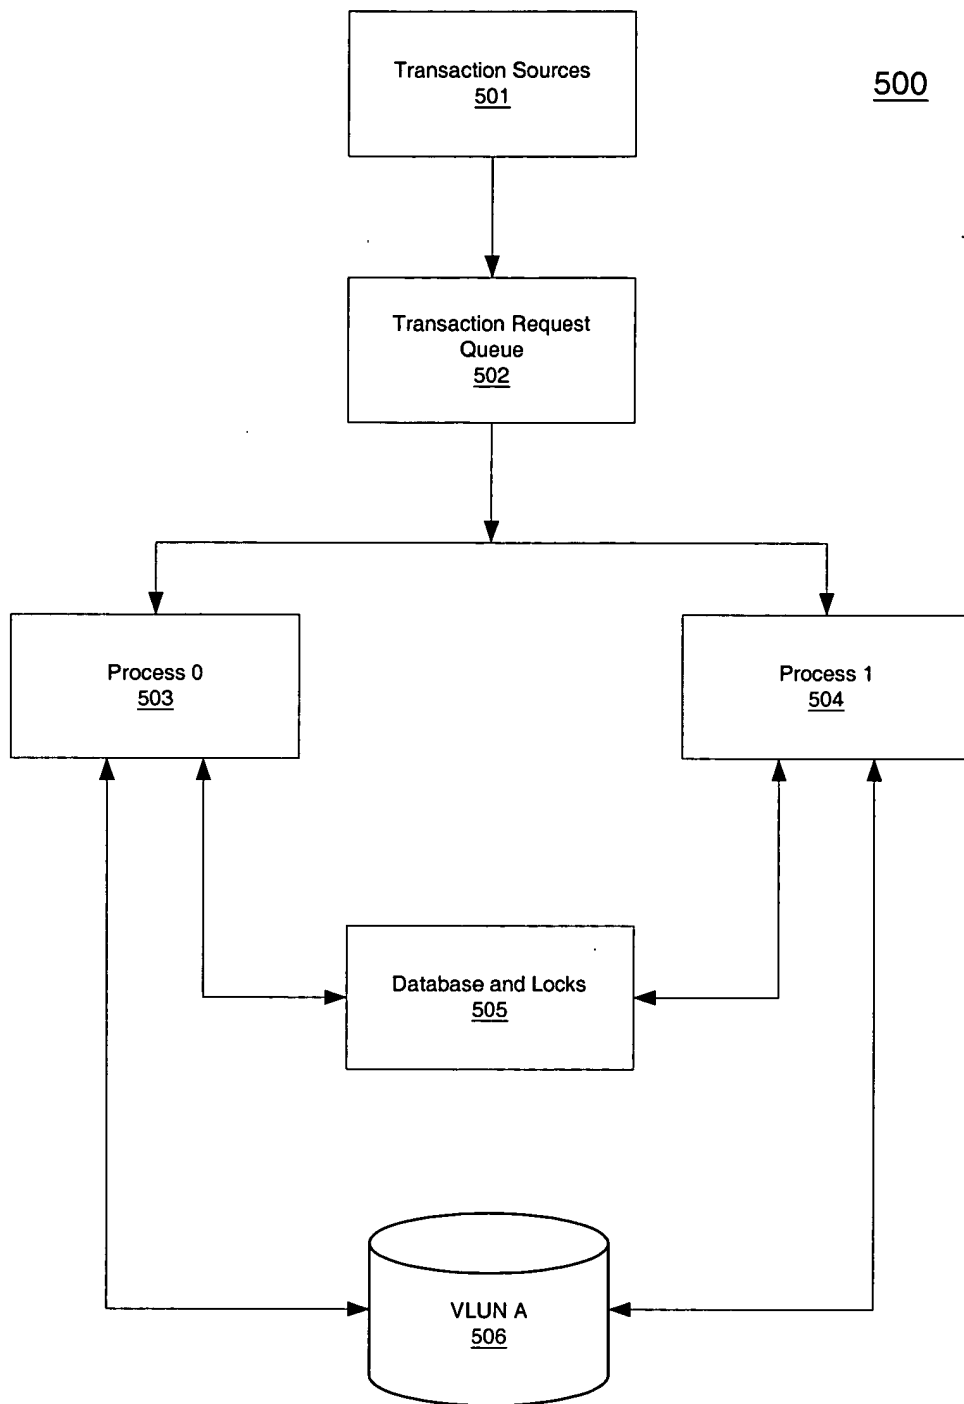 500
Transaction Sources
501
Transaction Request
Queue
502
Process 0
503
Process 1
504
Database and Locks
505
VLUN A
506